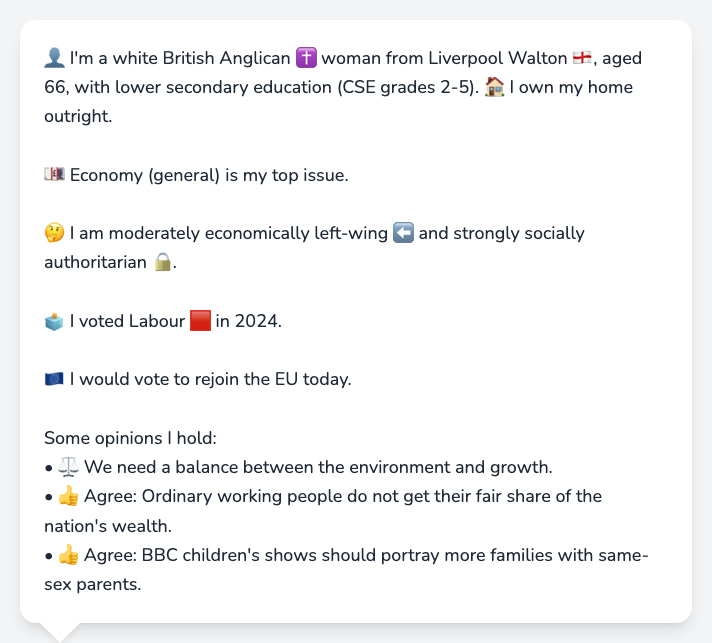 👤 I'm a white British Anglican ✝️ woman from Liverpool Walton 🏴󠁧󠁢󠁥󠁮󠁧󠁿, aged
66, with lower secondary education (CSE grades 2-5). 🏠 I own my home
outright.
💷 Economy (general) is my top issue.
🤔 I am moderately economically left-wing ⬅️ and strongly socially
authoritarian 🔒.
🗳️ I voted Labour 🟥 in 2024.
🇪🇺 I would vote to rejoin the EU today.
Some opinions I hold:
• ⚖️ We need a balance between the environment and growth.
• 👍 Agree: Ordinary working people do not get their fair share of the
nation's wealth.
• 👍 Agree: BBC children's shows should portray more families with same-
sex parents.